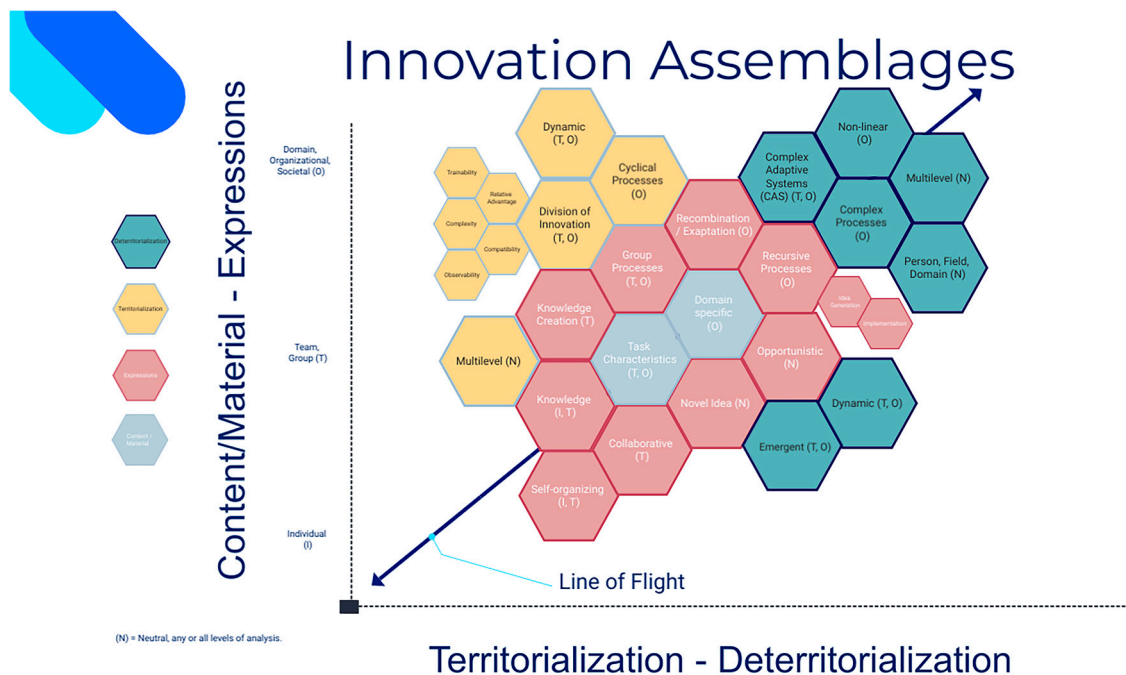 Innovation Assemblages
Content/Material - Expressions
Domain,
Organizational,
Societal (O)
Team,
Group (T)
Individual
(I)
Deterritorialization
Territorialization
Expressions
Content /
Material
Dynamic
(T, O)
Cyclical
Processes
(O)
Division of
Innovation
(T, O)
Trainability
Relative
Advantage
Complexity
Compatibility
Observability
Multilevel (N)
Recombination
/ Exaptation (O)
Group
Processes
(T, O)
Recursive
Processes
(O)
Knowledge
Creation (T)
Domain
specific
(O)
Task
Characteristics
(T, O)
Opportunistic
(N)
Knowledge
(I, T)
Novel Idea (N)
Collaborative
(T)
Self-organizing
(I, T)
Idea
Generation
Implementation
Non-linear
(O)
Complex
Adaptive
Systems
(CAS) (T, O)
Multilevel (N)
Complex
Processes
(O)
Person, Field,
Domain (N)
Dynamic (T, O)
Emergent (T, O)
Line of Flight
(N) = Neutral, any or all levels of analysis.
Territorialization - Deterritorialization